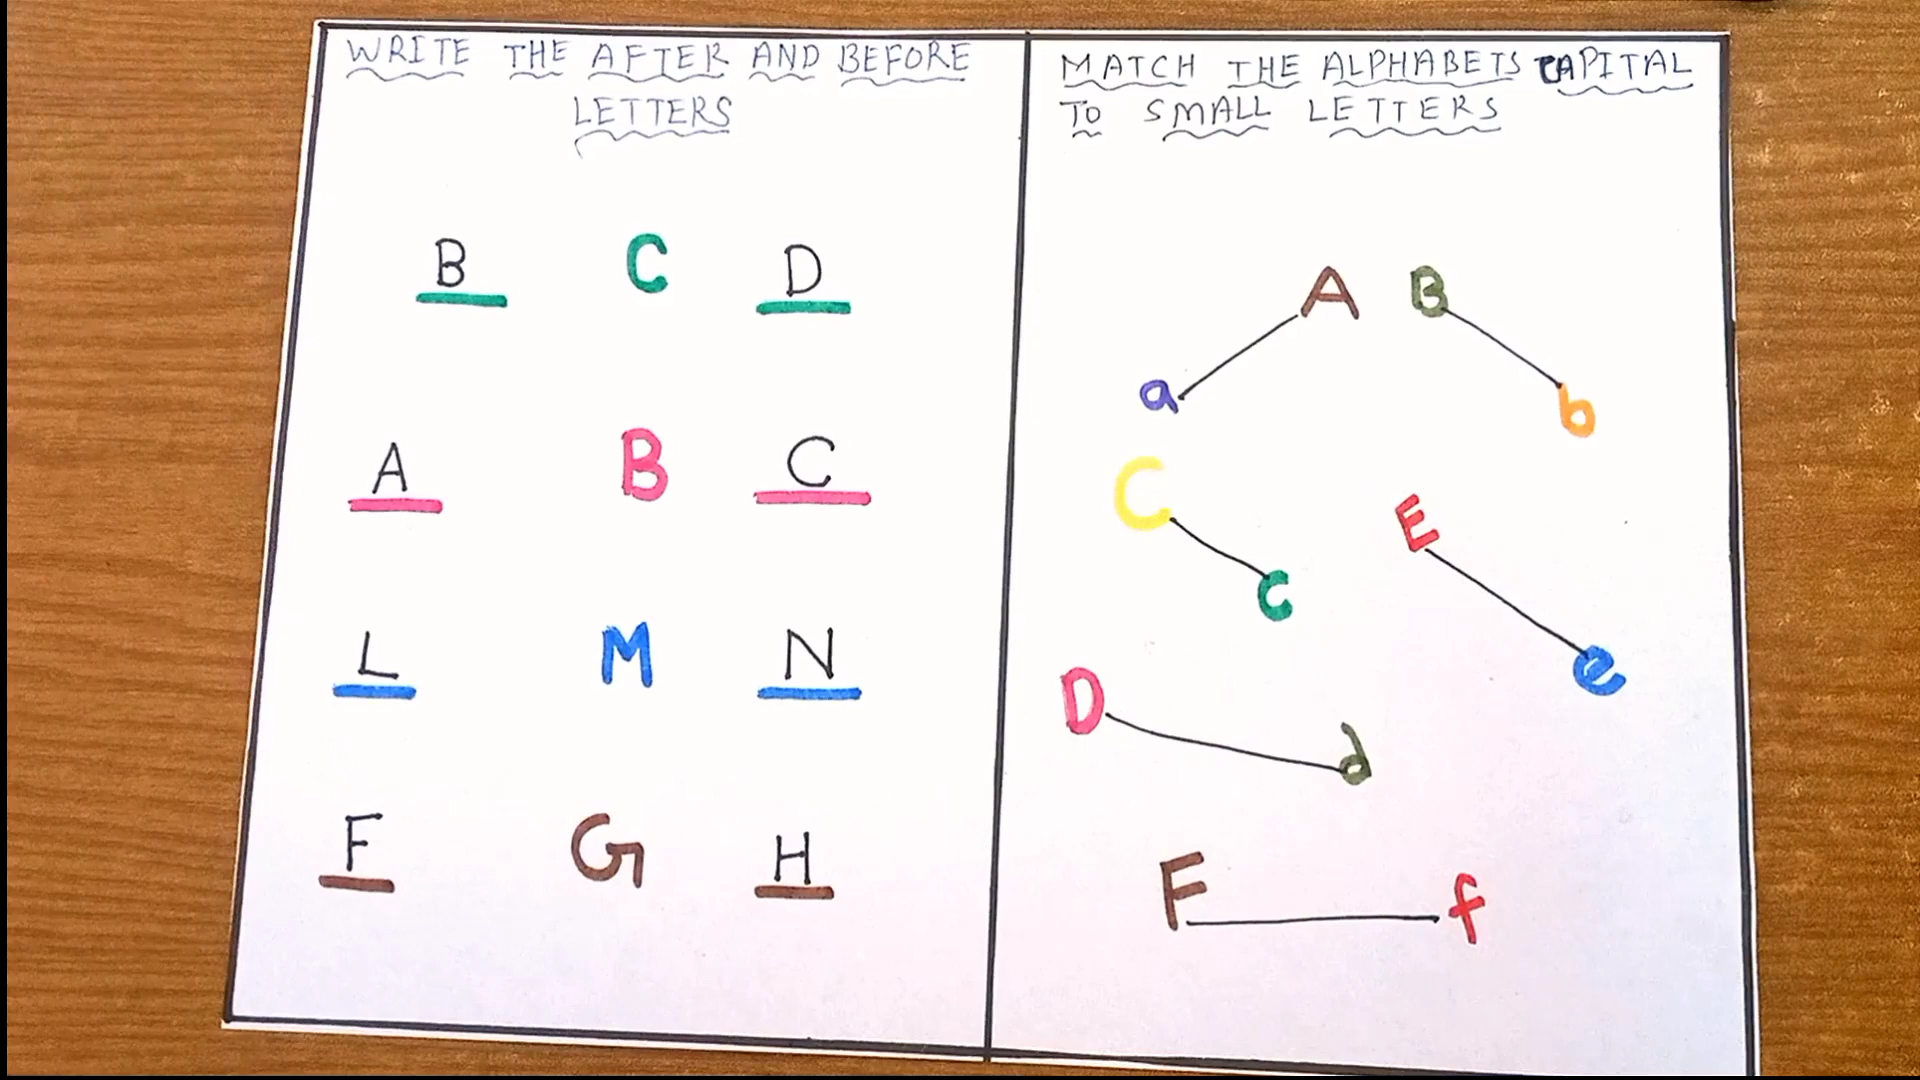 WRITE THE AFTER AND BEFORE
LETTERS
B C D
A B C
L M N
F G H
MATCH THE ALPHABETS CAPITAL
TO SMALL LETTERS
A B
a b
C E
c e
D d
F f